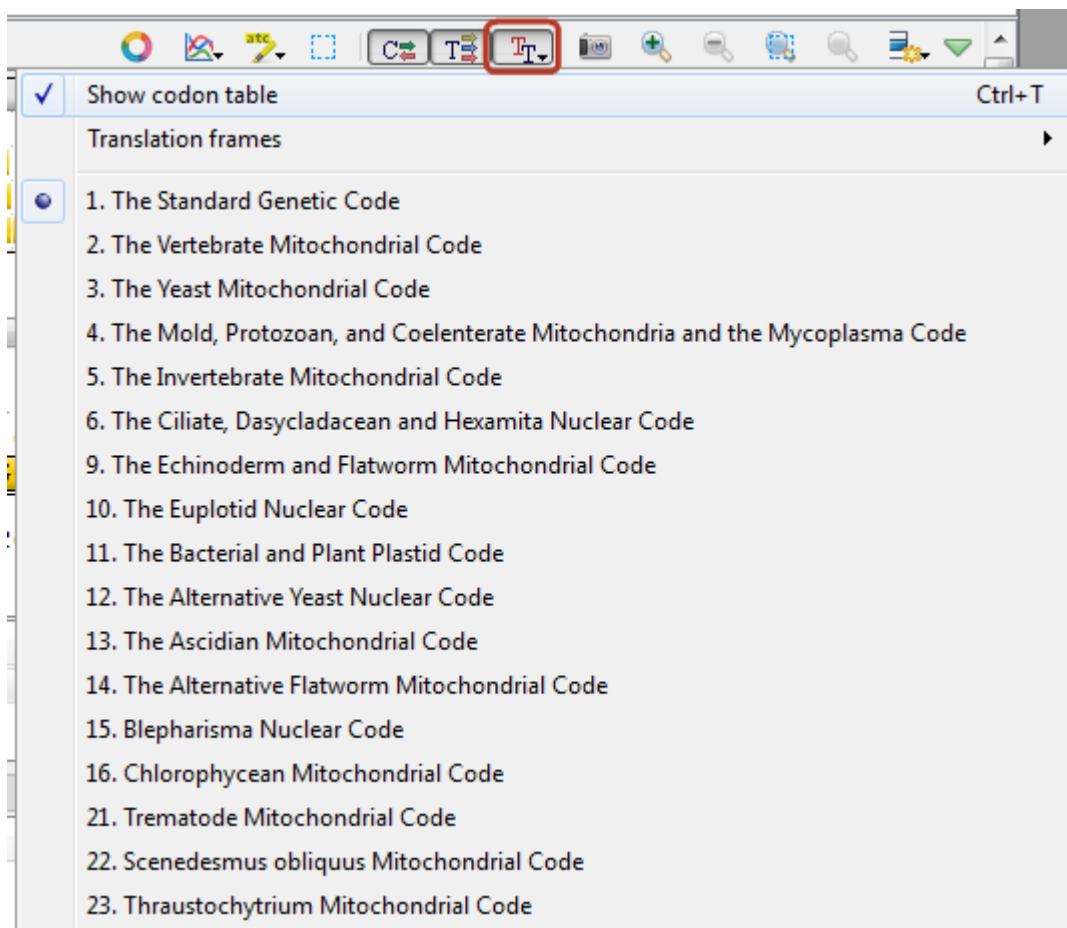 atc
C
T
TT
Show codon table Ctrl+T
Translation frames
1. The Standard Genetic Code
2. The Vertebrate Mitochondrial Code
3. The Yeast Mitochondrial Code
4. The Mold, Protozoan, and Coelenterate Mitochondria and the Mycoplasma Code
5. The Invertebrate Mitochondrial Code
6. The Ciliate, Dasycladacean and Hexamita Nuclear Code
9. The Echinoderm and Flatworm Mitochondrial Code
10. The Euplotid Nuclear Code
11. The Bacterial and Plant Plastid Code
12. The Alternative Yeast Nuclear Code
13. The Ascidian Mitochondrial Code
14. The Alternative Flatworm Mitochondrial Code
15. Blepharisma Nuclear Code
16. Chlorophycean Mitochondrial Code
21. Trematode Mitochondrial Code
22. Scenedesmus obliquus Mitochondrial Code
23. Thraustochytrium Mitochondrial Code